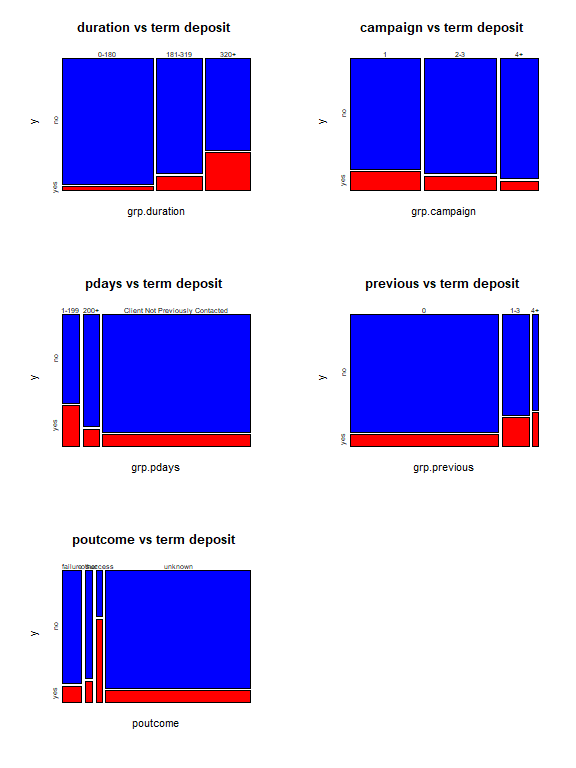 duration vs term deposit
0-180 181-319 320+
y
no
yes
grp.duration
campaign vs term deposit
1 2-3 4+
y
no
yes
grp.campaign
pdays vs term deposit
1-199 200+ Client Not Previously Contacted
y
no
yes
grp.pdays
previous vs term deposit
0 1-3 4+
y
no
yes
grp.previous
poutcome vs term deposit
failure unknown
y
no
yes
poutcome